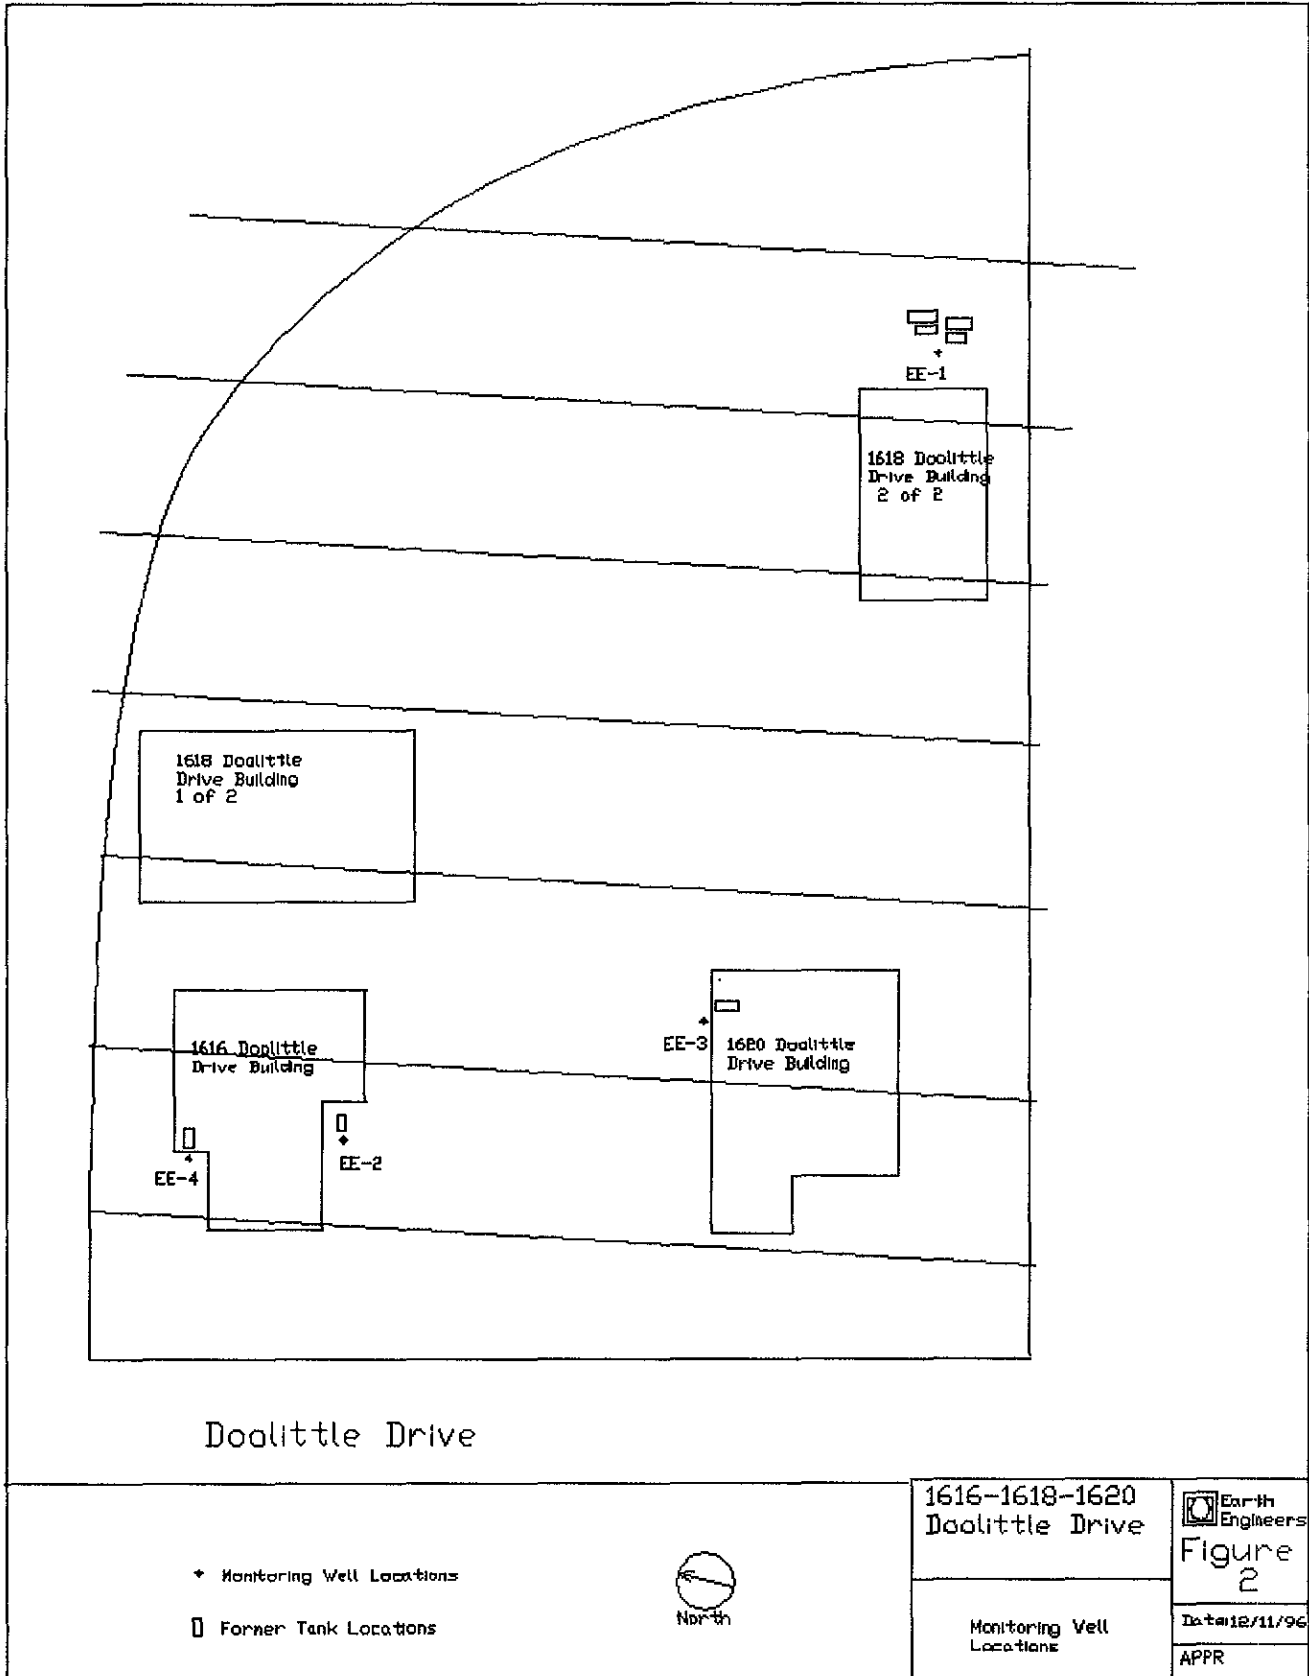 EE-1
1618 Doolittle
Drive Building
2 of 2
1618 Doolittle
Drive Building
1 of 2
EE-3
1620 Doolittle
Drive Building
1616 Doolittle
Drive Building
EE-2
EE-4
Doolittle Drive
Monitoring Well Locations
Former Tank Locations
North
1616-1618-1620
Doolittle Drive
Monitoring Well
Locations
Earth
Engineers
Figure
2
Date:12/11/96
APPR